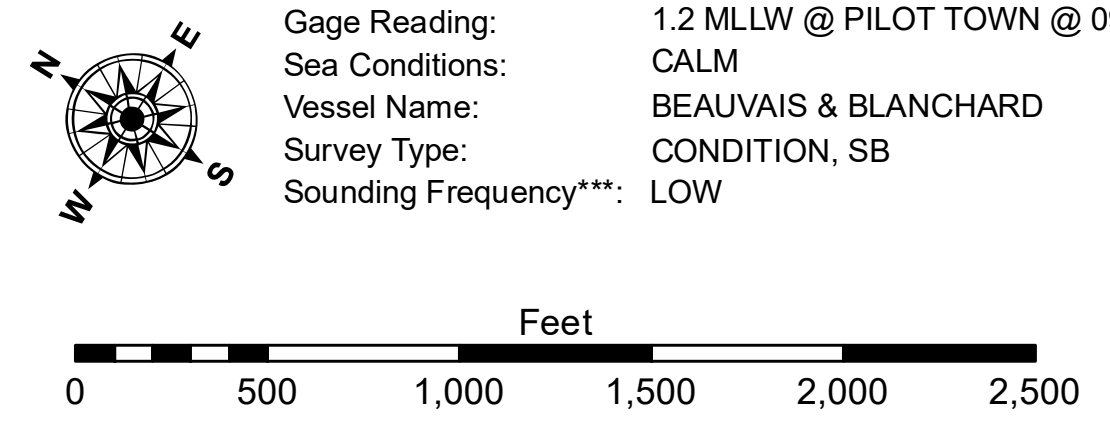 N E S W
Gage Reading: 1.2 MLLW @ PILOT TOWN @
Sea Conditions: CALM
Vessel Name: BEAUVAIS & BLANCHARD
Survey Type: CONDITION, SB
Sounding Frequency***: LOW
Feet
0 500 1,000 1,500 2,000 2,500